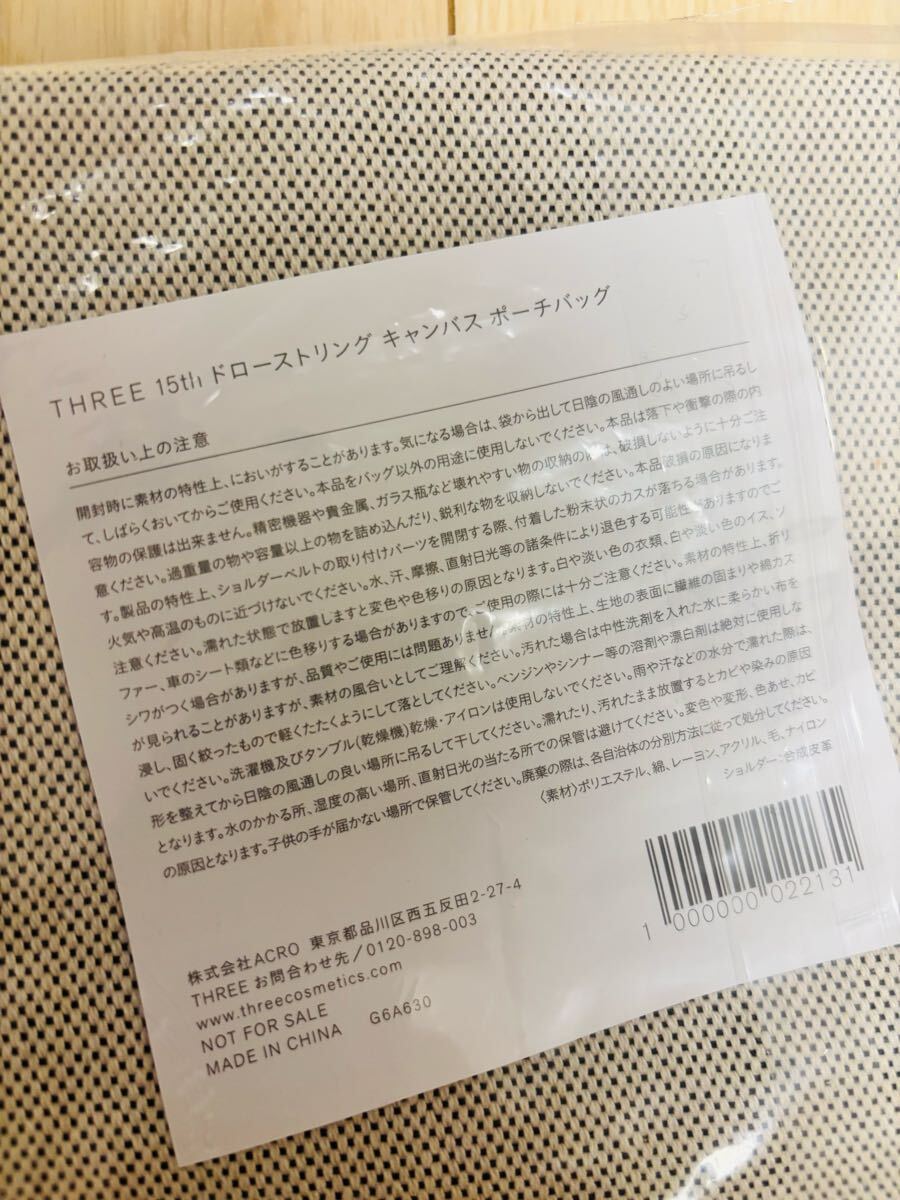 THREE 15th ドローストリング キャンバス ポーチバッグ
お取扱い上の注意
開封時に素材の特性上、においがすることがあります。気になる場合は、袋から出して日陰の風通しのよい場所に吊るし
て、しばらくおいてからご使用ください。本品をバッグ以外の用途に使用しないでください。本品は落下や衝撃の際の内
容物の保護は出来ません。精密機器や貴金属、ガラス瓶など壊れやすい物の収納の際は、破損しないように十分ご注
意ください。過重量の物や容量以上の物を詰め込んだり、鋭利な物を収納しないでください。本品破損の原因になりま
す。製品の特性上、ショルダーベルトの取り付けパーツを開閉する際、付着した粉末状のカスが落ちる場合があります。
火気や高温のものに近づけないでください。水、汗、摩擦、直射日光等の諸条件により退色する可能性がありますのでご
注意ください。濡れた状態で放置しますと変色や色移りの原因となります。白や淡い色の衣類、白や淡い色のイス、ソ
ファー、車のシート類などに色移りする場合がありますので、ご使用の際には十分ご注意ください。素材の特性上、折り
シワがつく場合がありますが、品質やご使用には問題ありません。素材の特性上、生地の表面に繊維の固まりや綿カス
が見られることがありますが、素材の風合いとしてご理解ください。汚れた場合は中性洗剤を入れた水に柔らかい布を
浸し、固く絞ったもので軽くたたくようにして落としてください。ベンジンやシンナー等の溶剤や漂白剤は絶対に使用しな
いでください。洗濯機及びタンブル(乾燥機)乾燥・アイロンは使用しないでください。雨や汗などの水分で濡れた際は、
形を整えてから日陰の風通しの良い場所に吊るして干してください。濡れたり、汚れたまま放置するとカビや染みの原因
となります。水のかかる所、湿度の高い場所、直射日光の当たる所での保管は避けてください。変色や変形、色あせ、カビ
の原因となります。子供の手が届かない場所で保管してください。廃棄の際は、各自治体の分別方法に従って処分してください。
〈素材〉ポリエステル、綿、レーヨン、アクリル、毛、ナイロン
ショルダー：合成皮革
1 000000 022131
株式会社ACRO 東京都品川区西五反田2-27-4
THREE お問合わせ先／0120-898-003
www.threecosmetics.com
NOT FOR SALE
MADE IN CHINA G6A630